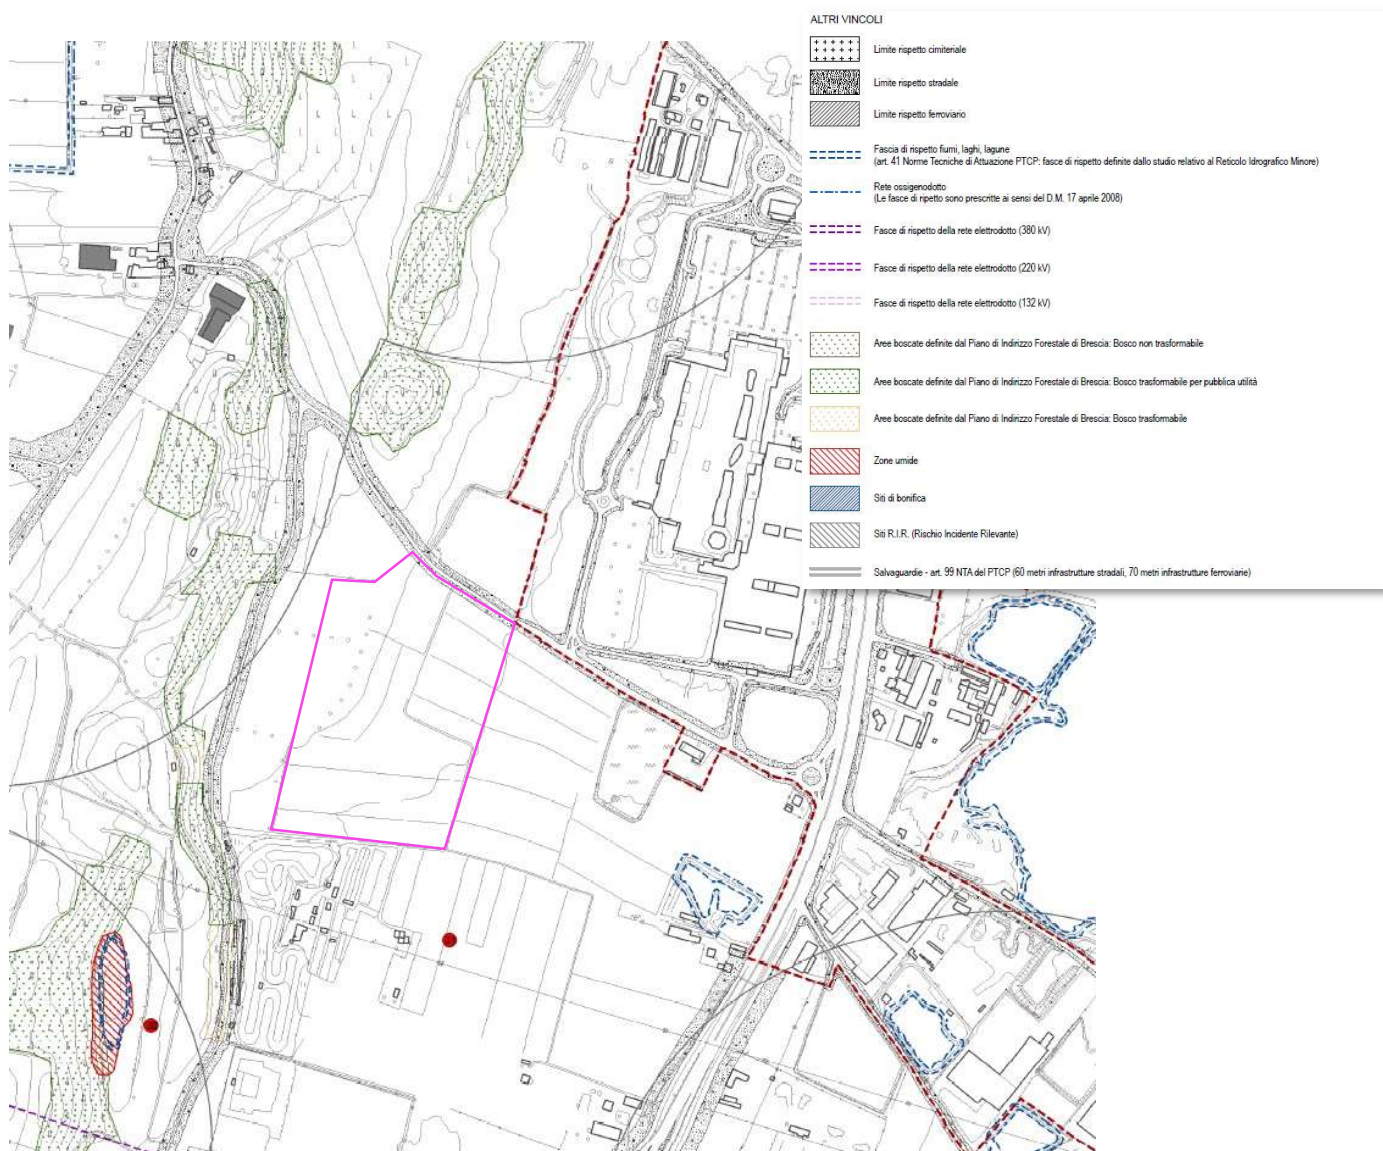 ALTRI VINCOLI
Limite rispetto cimiteriale
Limite rispetto stradale
Limite rispetto ferroviario
Fascia di rispetto fiumi, laghi, lagune
(art. 41 Norme Tecniche di Attuazione PTCP: fasce di rispetto definite dallo studio relativo al Reticolo Idrografico Minore)
Rete ossigenodotto
(Le fasce di ripetto sono prescritte ai sensi del D.M. 17 aprile 2008)
Fasce di rispetto della rete elettrodotto (380 kV)
Fasce di rispetto della rete elettrodotto (220 kV)
Fasce di rispetto della rete elettrodotto (132 kV)
Aree boscate definite dal Piano di Indirizzo Forestale di Brescia: Bosco non trasformabile
Aree boscate definite dal Piano di Indirizzo Forestale di Brescia: Bosco trasformabile per pubblica utilità
Aree boscate definite dal Piano di Indirizzo Forestale di Brescia: Bosco trasformabile
Zone umide
Siti di bonifica
Siti R.I.R. (Rischio Incidente Rilevante)
Salvaguardie - art. 99 NTA del PTCP (60 metri infrastrutture stradali, 70 metri infrastrutture ferroviarie)